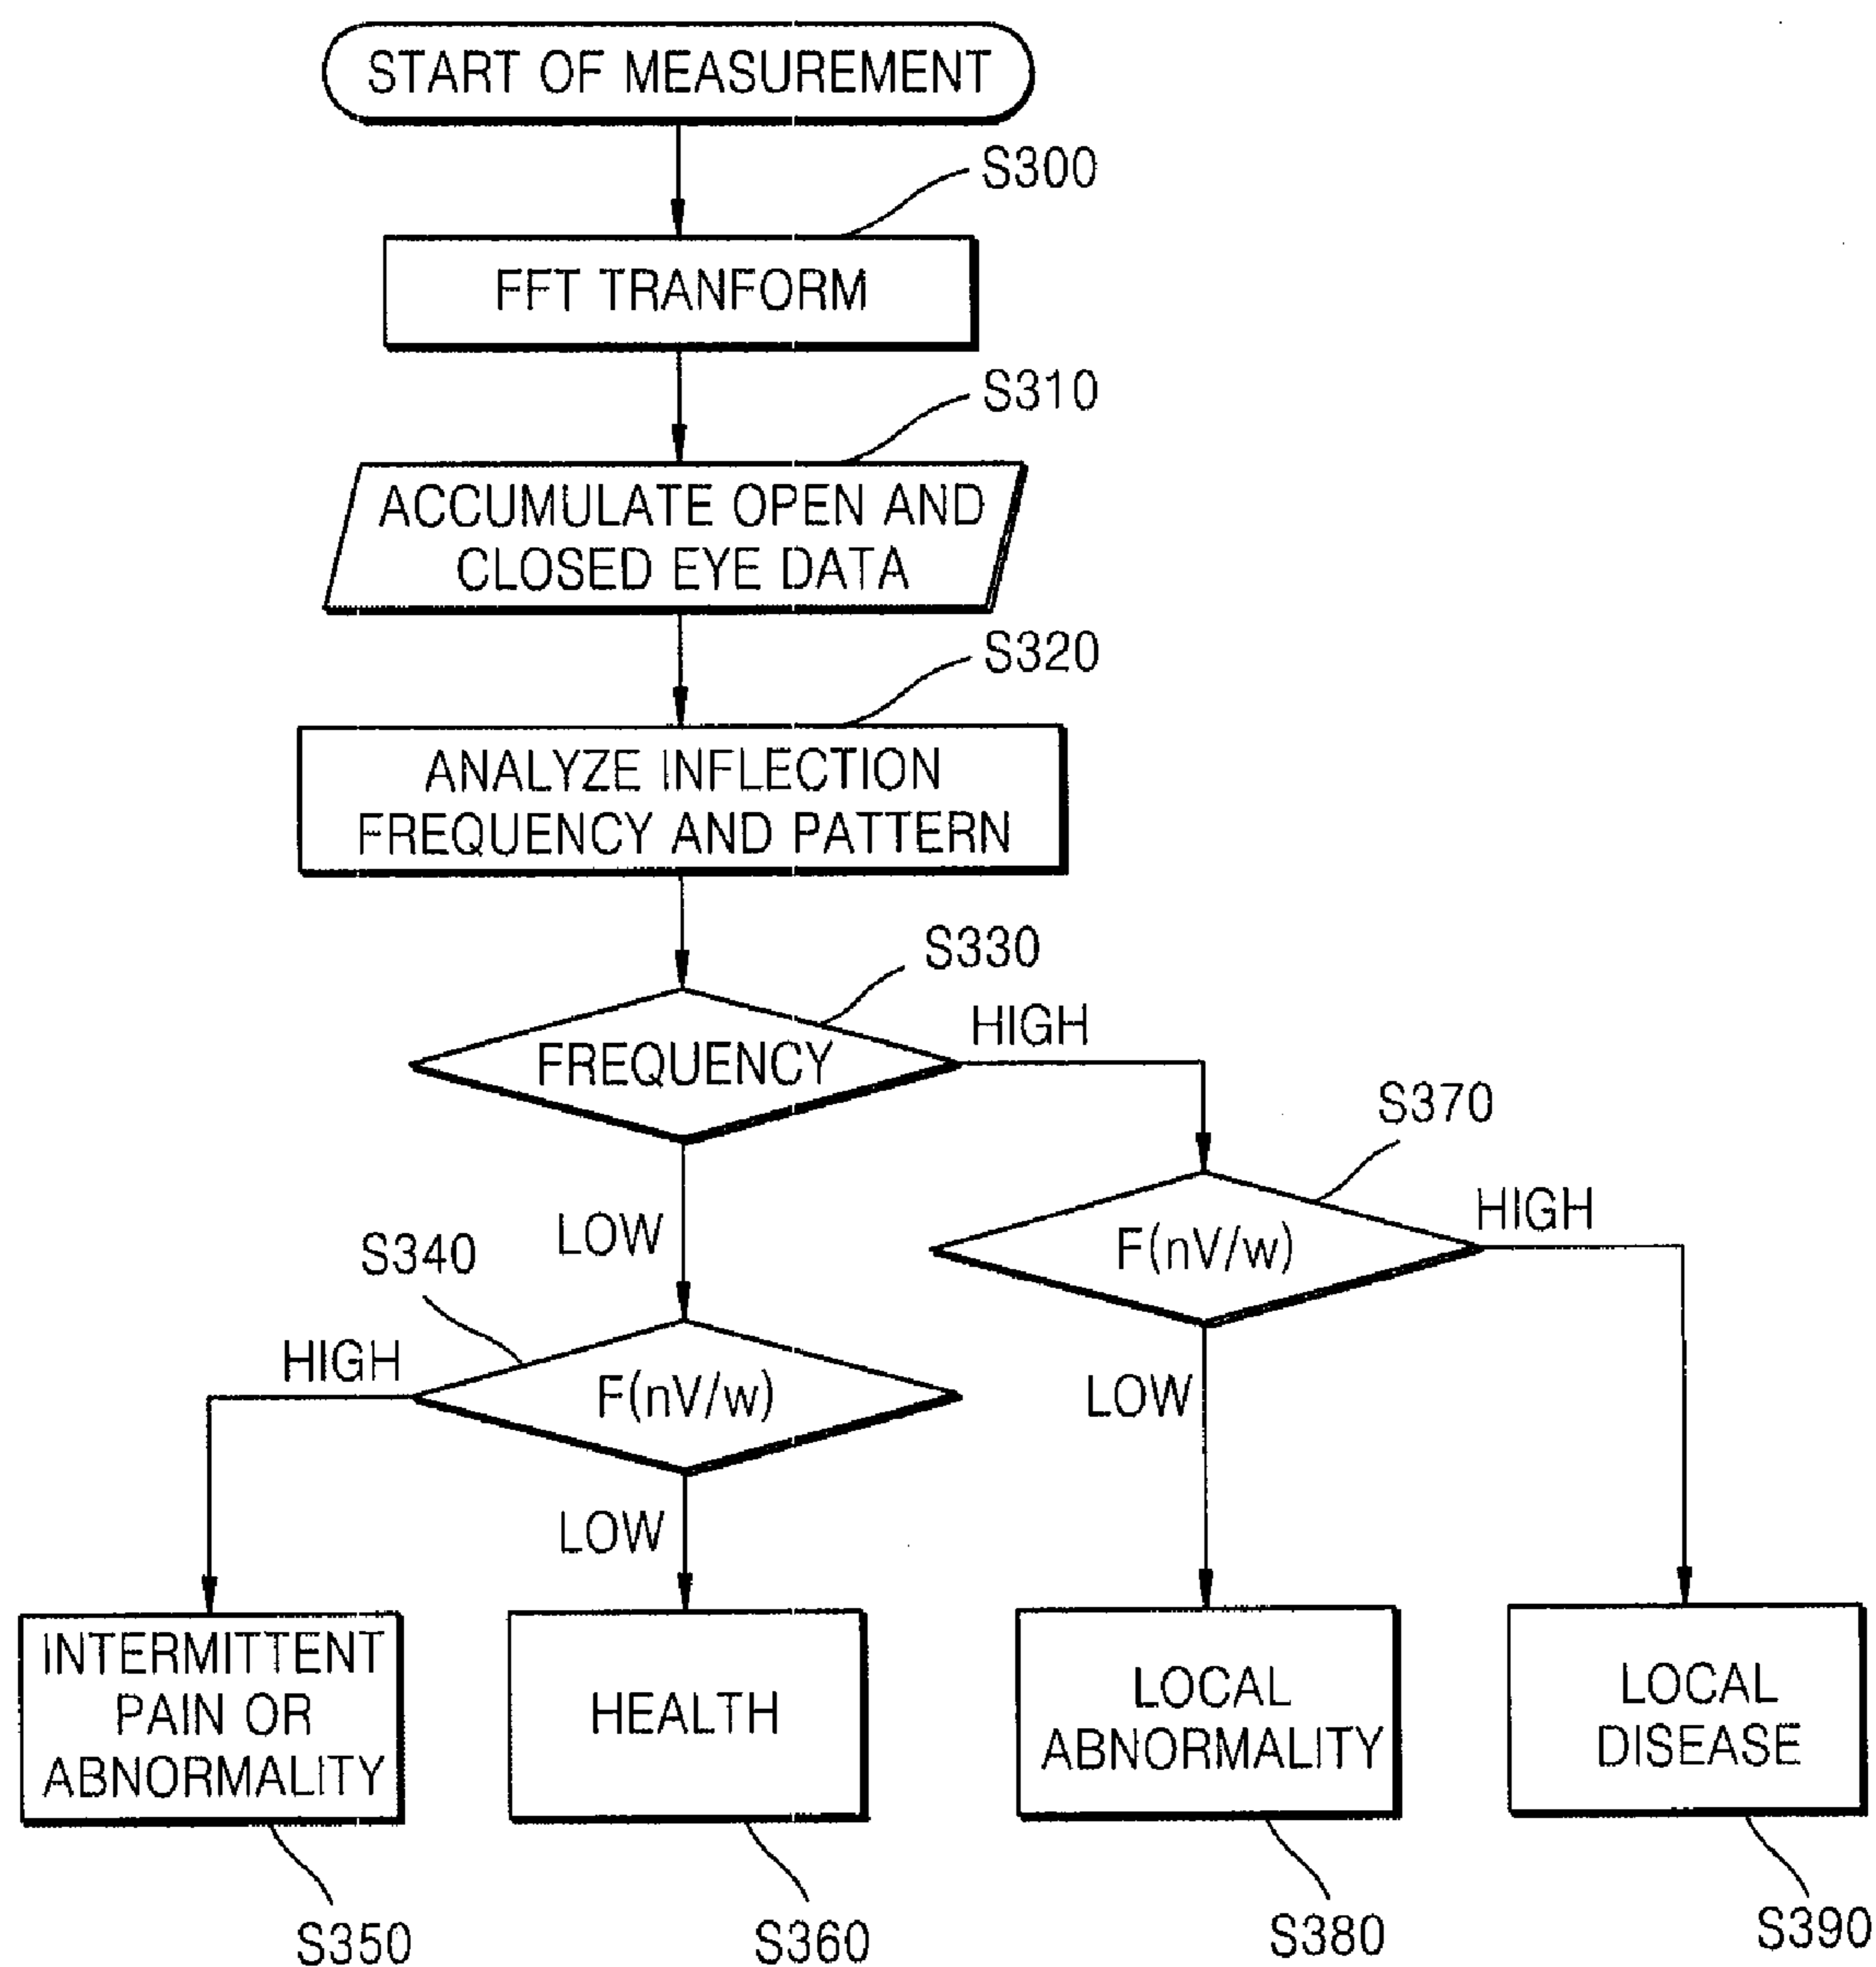 START OF MEASUREMENT
S300
FFT TRANFORM
S310
ACCUMULATE OPEN AND
CLOSED EYE DATA
S320
ANALYZE INFLECTION
FREQUENCY AND PATTERN
S330
FREQUENCY
HIGH
S370
LOW
F(nV/w)
HIGH
S340
HIGH
F(nV/w)
LOW
LOW
INTERMITTENT
PAIN OR
ABNORMALITY
HEALTH
LOCAL
ABNORMALITY
LOCAL
DISEASE
S350
S360
S380
S390